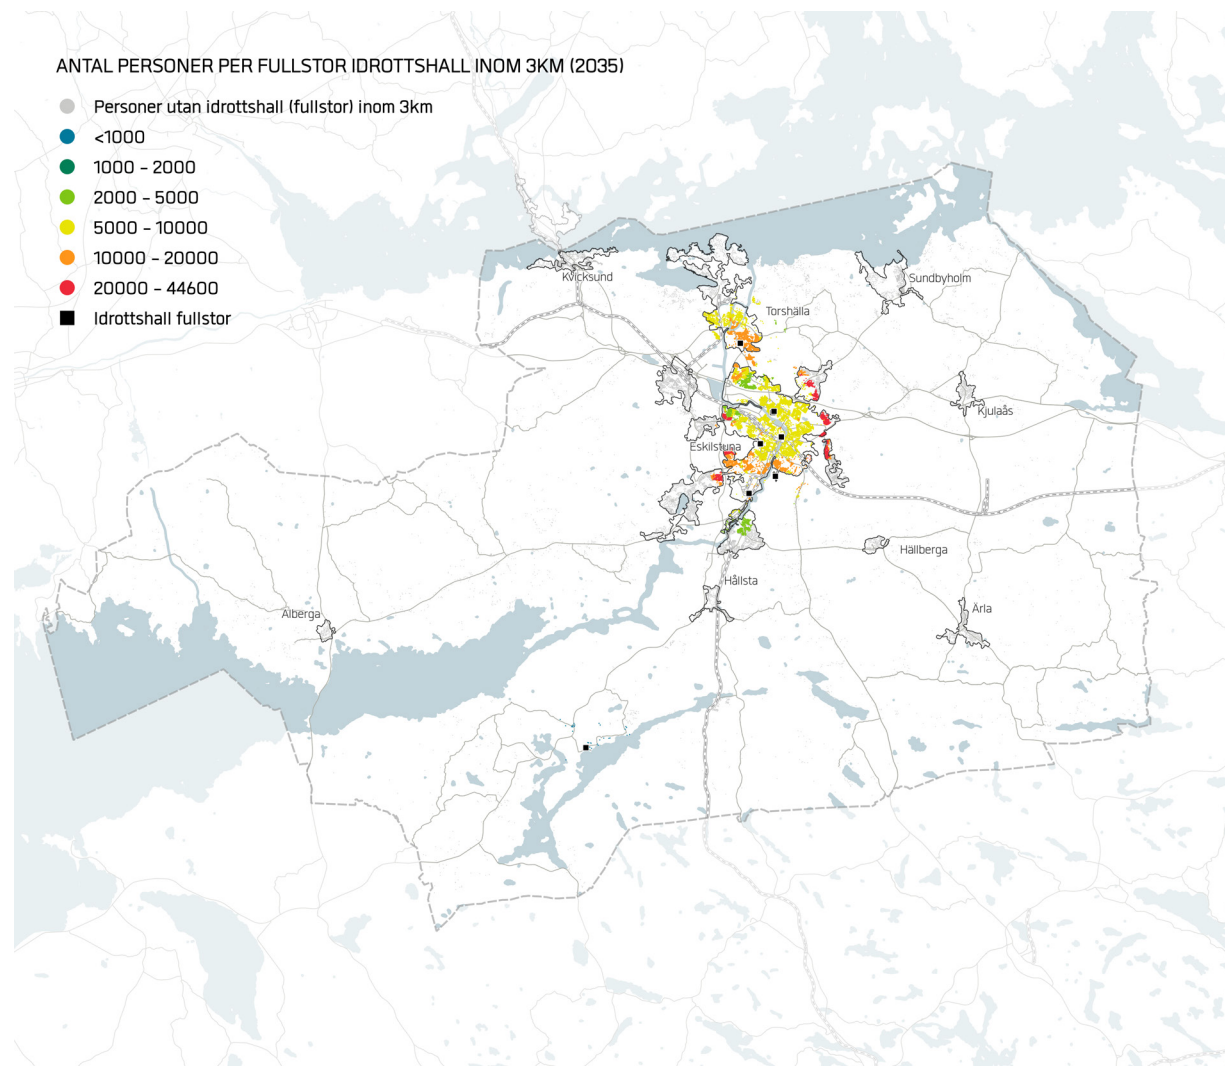 ANTAL PERSONER PER FULLSTOR IDROTTSHALL INOM 3KM (2035)
Personer utan idrottshall (fullstor) inom 3km
<1000
1000 - 2000
2000 - 5000
5000 - 10000
10000 - 20000
20000 - 44600
Idrottshall fullstor
Kvicksund
Sundbyholm
Torshälla
Kjulaås
Eskilstuna
Hällberga
Hållsta
Ärla
Alberga